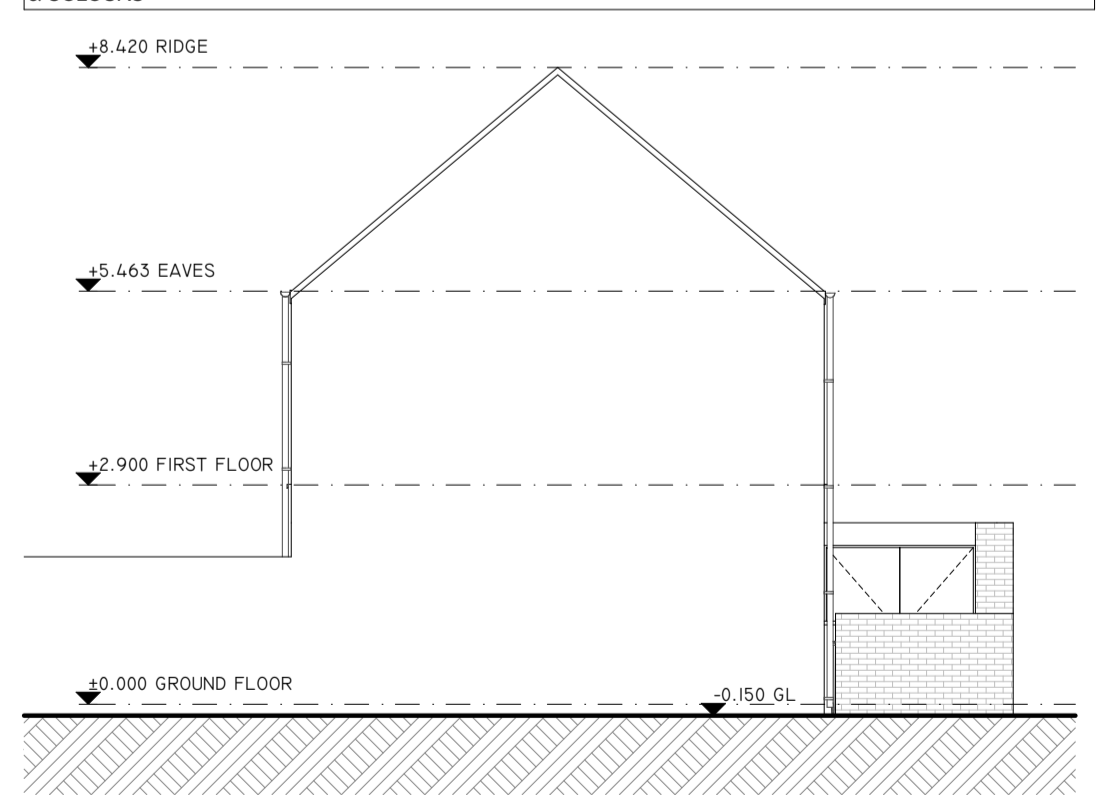 +8.420 RIDGE
+5.463 EAVES
+2.900 FIRST FLOOR
±0.000 GROUND FLOOR
-0.150 GL